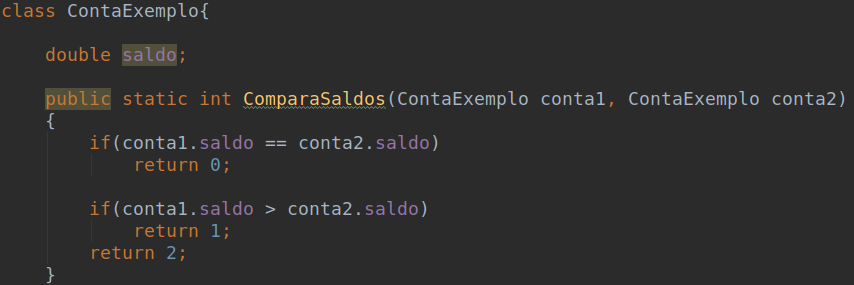 class ContaExemplo{
double saldo;
public static int ComparaSaldos(ContaExemplo conta1, ContaExemplo conta2)
{
if(conta1.saldo == conta2.saldo)
return 0;
if(conta1.saldo > conta2.saldo)
return 1;
return 2;
}